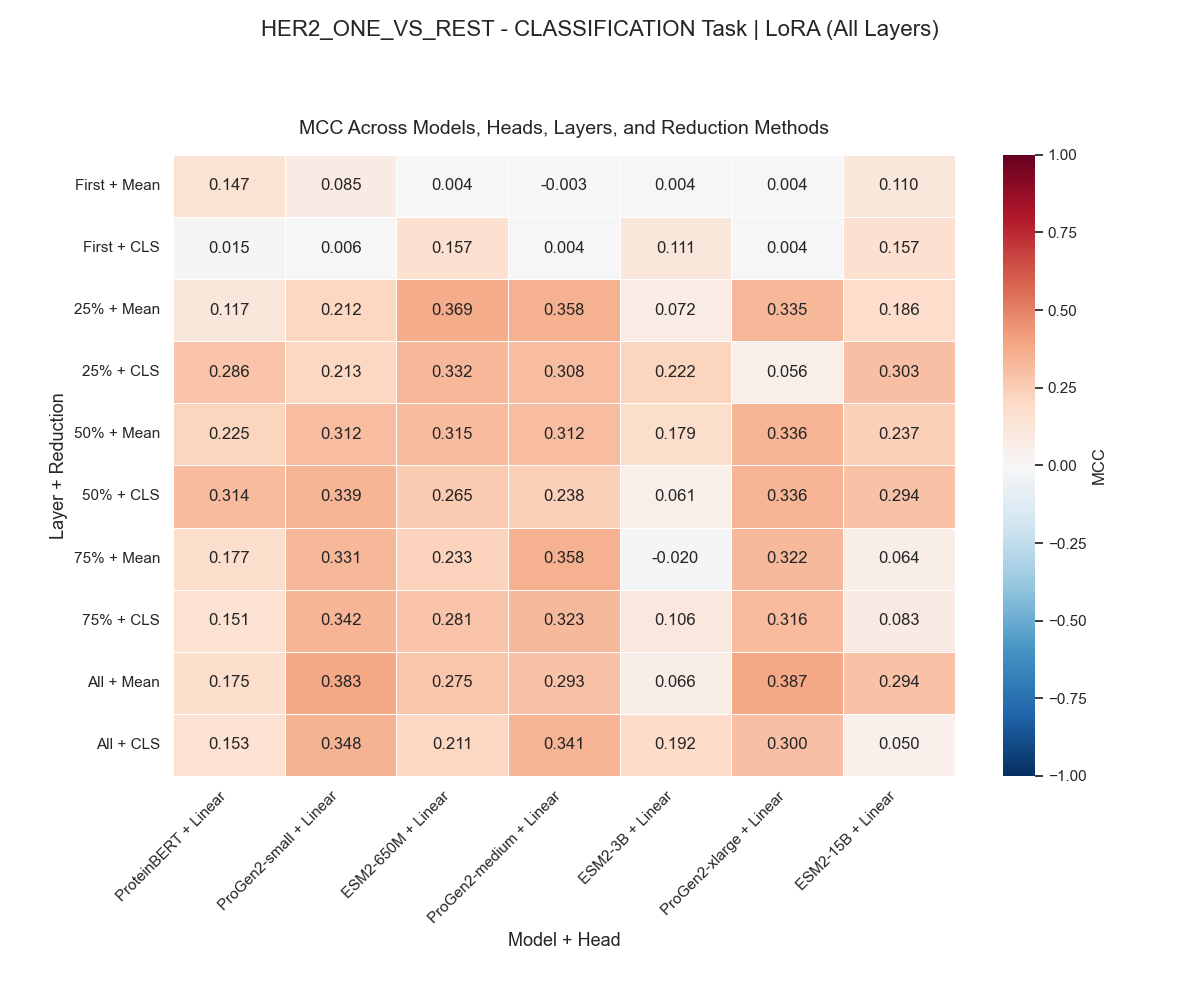 HER2_ONE_VS_REST - CLASSIFICATION Task | LoRA (All Layers)
MCC Across Models, Heads, Layers, and Reduction Methods
First + Mean 0.147 0.085 0.004 -0.003 0.004 0.004 0.110
First + CLS 0.015 0.006 0.157 0.004 0.111 0.004 0.157
25% + Mean 0.117 0.212 0.369 0.358 0.072 0.335 0.186
25% + CLS 0.286 0.213 0.332 0.308 0.222 0.056 0.303
50% + Mean 0.225 0.312 0.315 0.312 0.179 0.336 0.237
50% + CLS 0.314 0.339 0.265 0.238 0.061 0.336 0.294
75% + Mean 0.177 0.331 0.233 0.358 -0.020 0.322 0.064
75% + CLS 0.151 0.342 0.281 0.323 0.106 0.316 0.083
All + Mean 0.175 0.383 0.275 0.293 0.066 0.387 0.294
All + CLS 0.153 0.348 0.211 0.341 0.192 0.300 0.050
Layer + Reduction
ProteinBERT + Linear
ProGen2-small + Linear
ESM2-650M + Linear
ProGen2-medium + Linear
ESM2-3B + Linear
ProGen2-xlarge + Linear
ESM2-15B + Linear
Model + Head
1.00
0.75
0.50
0.25
0.00
−0.25
−0.50
−0.75
−1.00
MCC